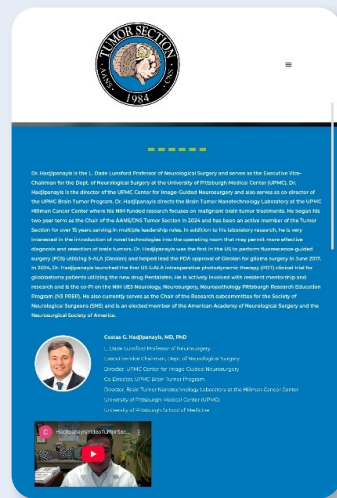 TUMOR SECTION
AANS
CNS
1984
Dr. Hadjipanayis is the L. Dade Lunsford Professor of Neurological Surgery and serves as the Executive Vice-
Chairman for the Dept. of Neurological Surgery at the University of Pittsburgh Medical Center (UPMC). Dr.
Hadjipanayis is the director of the UPMC Center for Image-Guided Neurosurgery and also serves as co-director of
the UPMC Brain Tumor Program. Dr. Hadjipanayis directs the Brain Tumor Nanotechnology Laboratory at the UPMC
Hillman Cancer Center where his NIH-funded research focuses on malignant brain tumor treatments. He began his
two year term as the Chair of the AANS/CNS Tumor Section in 2024 and has been an active member of the Tumor
Section for over 15 years serving in multiple leadership roles. In addition to his laboratory research, he is very
interested in the introduction of novel technologies into the operating room that may permit more effective
diagnosis and resection of brain tumors. Dr. Hadjipanayis was the first in the US to perform fluorescence-guided
surgery (FGS) utilizing 5-ALA (Gleolan) and helped lead the FDA approval of Gleolan for glioma surgery in June 2017.
In 2024, Dr. Hadjipanayis launched the first US 5-ALA intraoperative photodynamic therapy (PDT) clinical trial for
glioblastoma patients utilizing the new drug Pentalafen. He is actively involved with resident mentorship and
research and is the co-PI on the NIH UE5 Neurology, Neurosurgery, Neuropathology Pittsburgh Research Education
Program (N3 PREP). He also currently serves as the Chair of the Research subcommittee for the Society of
Neurological Surgeons (SNS) and is an elected member of the American Academy of Neurological Surgery and the
Neurosurgical Society of America.
Costas G. Hadjipanayis, MD, PhD
L. Dade Lunsford Professor of Neurosurgery
Executive Vice Chairman, Dept. of Neurological Surgery
Director, UPMC Center for Image Guided Neurosurgery
Co-Director, UPMC Brain Tumor Program
Director, Brain Tumor Nanotechnology Laboratory at the Hillman Cancer Center
University of Pittsburgh Medical Center (UPMC)
University of Pittsburgh School of Medicine
C
HadjipanayisVideoTumorSec...